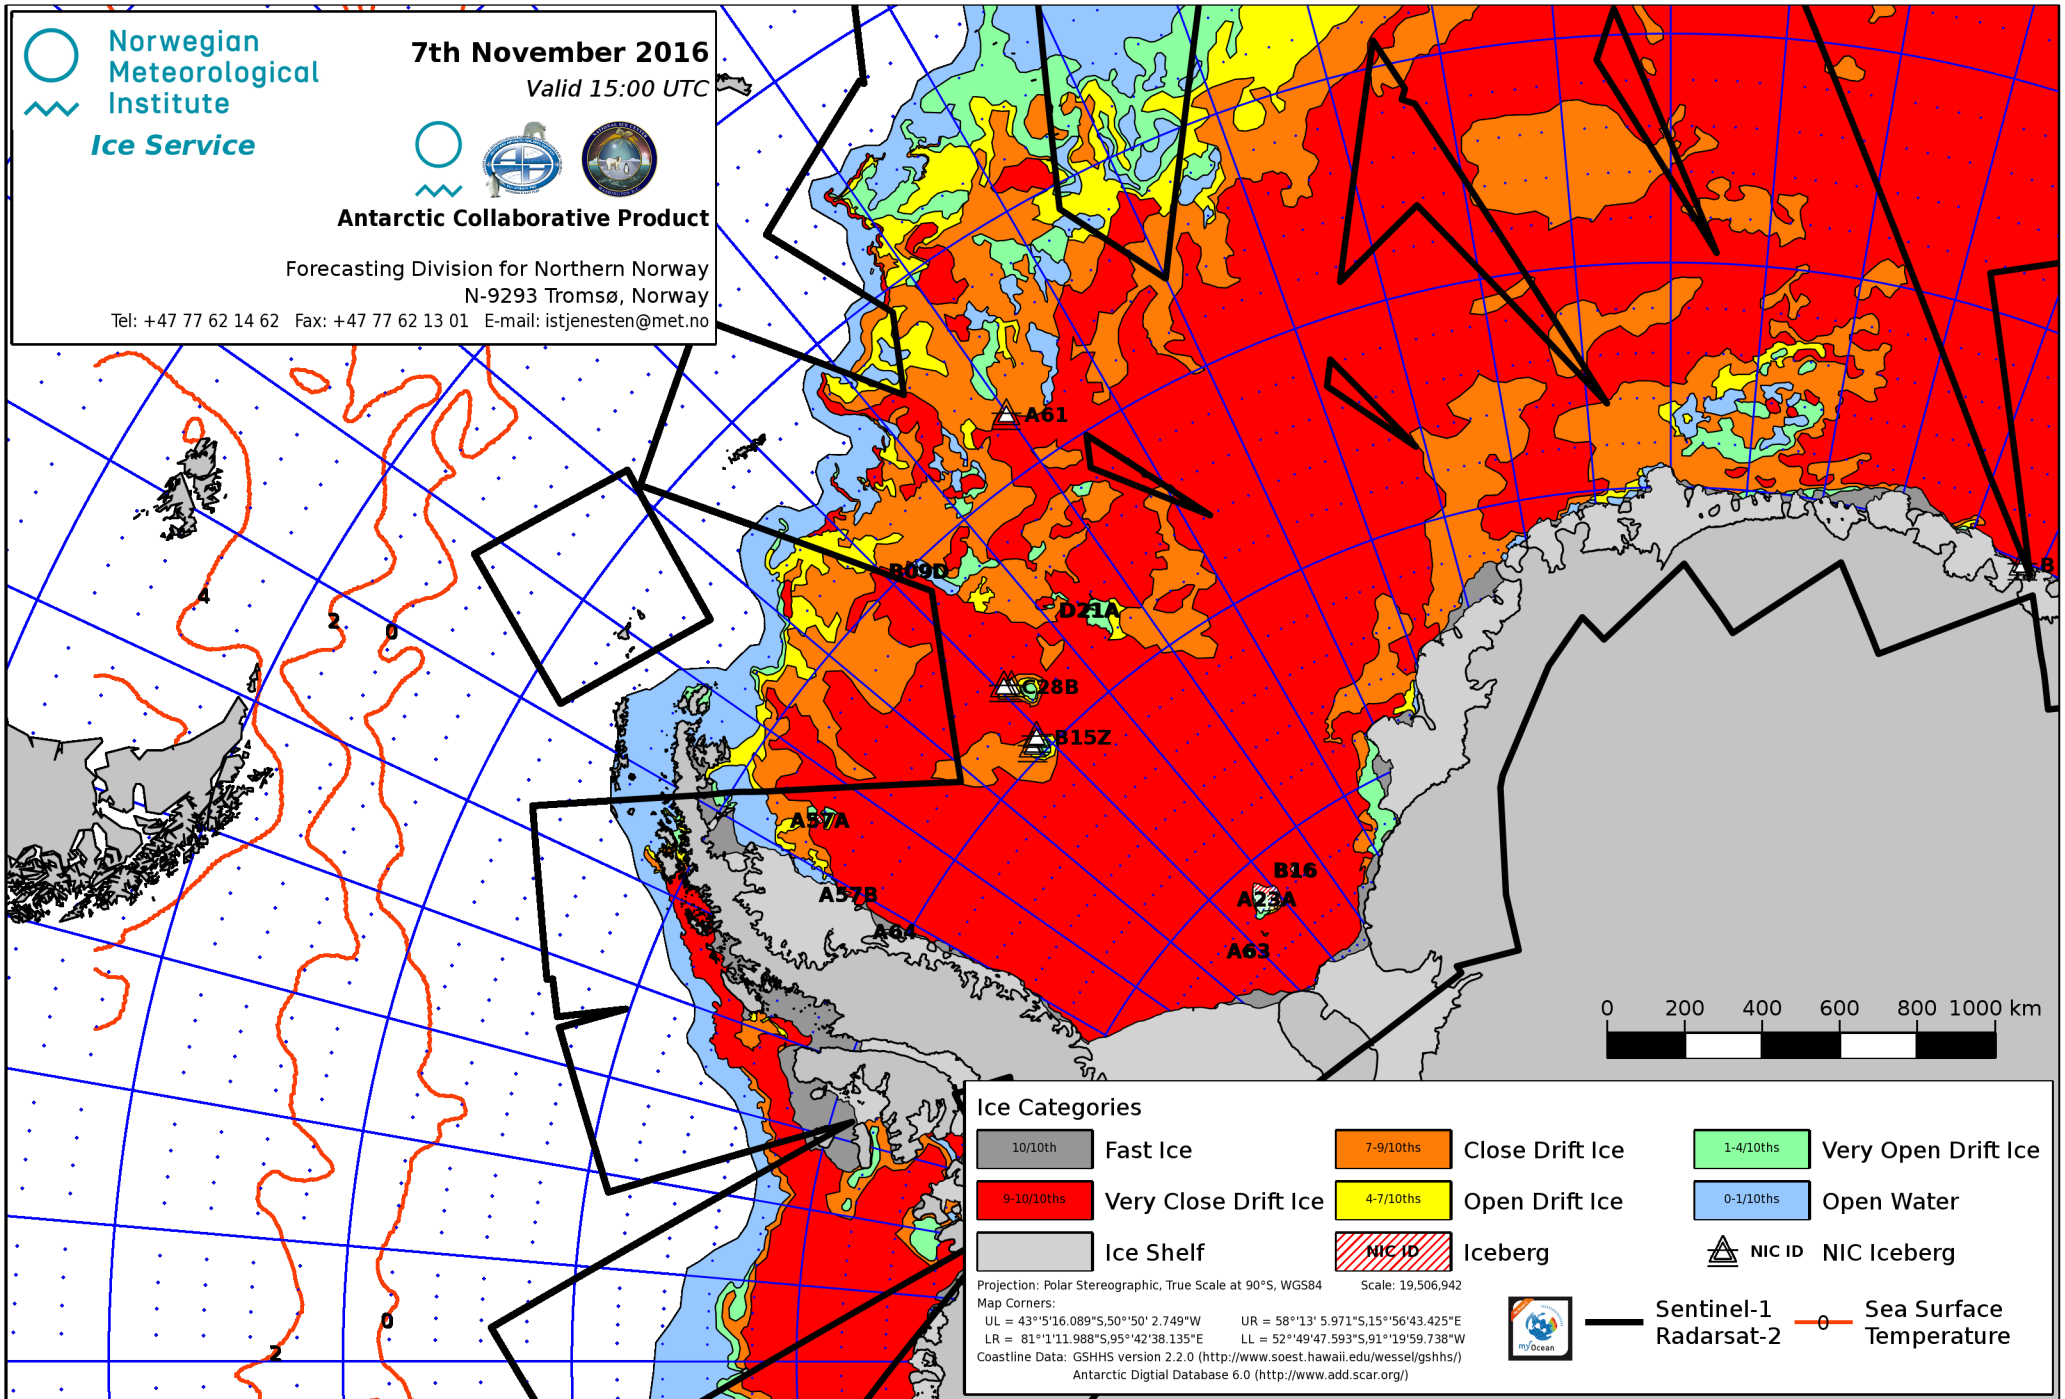 Norwegian
Meteorological
Institute
Ice Service
7th November 2016
Valid 15:00 UTC
Antarctic Collaborative Product
Forecasting Division for Northern Norway
N-9293 Tromsø, Norway
Tel: +47 77 62 14 62 Fax: +47 77 62 13 01 E-mail: istjenesten@met.no
A61
B09D
D21A
C28B
B15Z
A57A
A57B
A64
B16
A23A
A63
B
4
2
0
0
2
0 200 400 600 800 1000 km
Ice Categories
10/10th Fast Ice
7-9/10ths Close Drift Ice
1-4/10ths Very Open Drift Ice
9-10/10ths Very Close Drift Ice
4-7/10ths Open Drift Ice
0-1/10ths Open Water
Ice Shelf
NIC ID Iceberg
NIC ID NIC Iceberg
Projection: Polar Stereographic, True Scale at 90°S, WGS84 Scale: 19,506,942
Map Corners:
UL = 43°'5'16.089"S,50°'50' 2.749"W UR = 58°'13' 5.971"S,15°'56'43.425"E
LR = 81°'1'11.988"S,95°'42'38.135"E LL = 52°'49'47.593"S,91°'19'59.738"W
Coastline Data: GSHHS version 2.2.0 (http://www.soest.hawaii.edu/wessel/gshhs/)
Antarctic Digtial Database 6.0 (http://www.add.scar.org/)
my Ocean
Sentinel-1
Radarsat-2
0
Sea Surface
Temperature